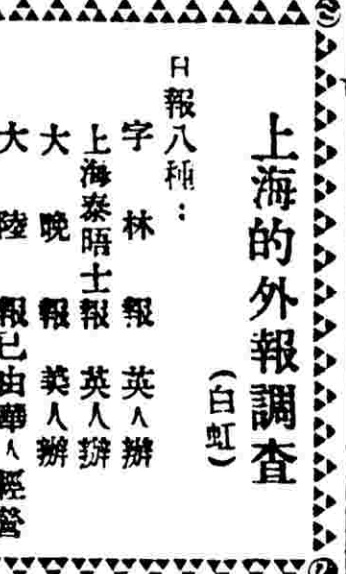 上海的外報調查
(白虹)
日報八種：
字林報 英人辦
上海泰晤士報 英人辦
大晚報 英人辦
大陸報 已由華人經營